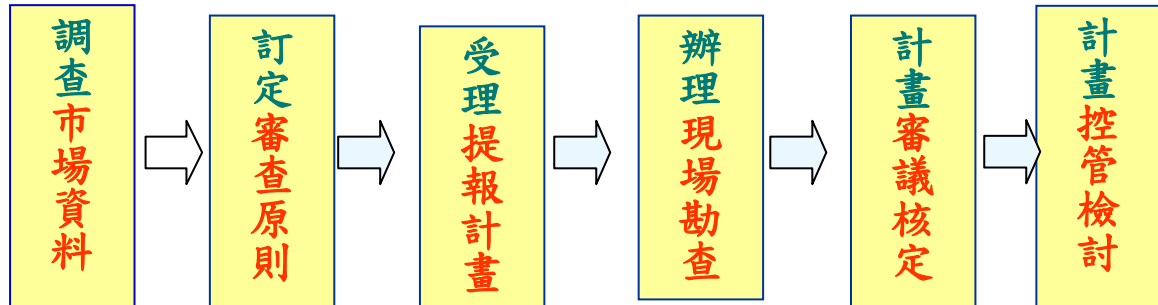 調查市場資料
訂定審查原則
受理提報計畫
辦理現場勘查
計畫審議核定
計畫控管檢討